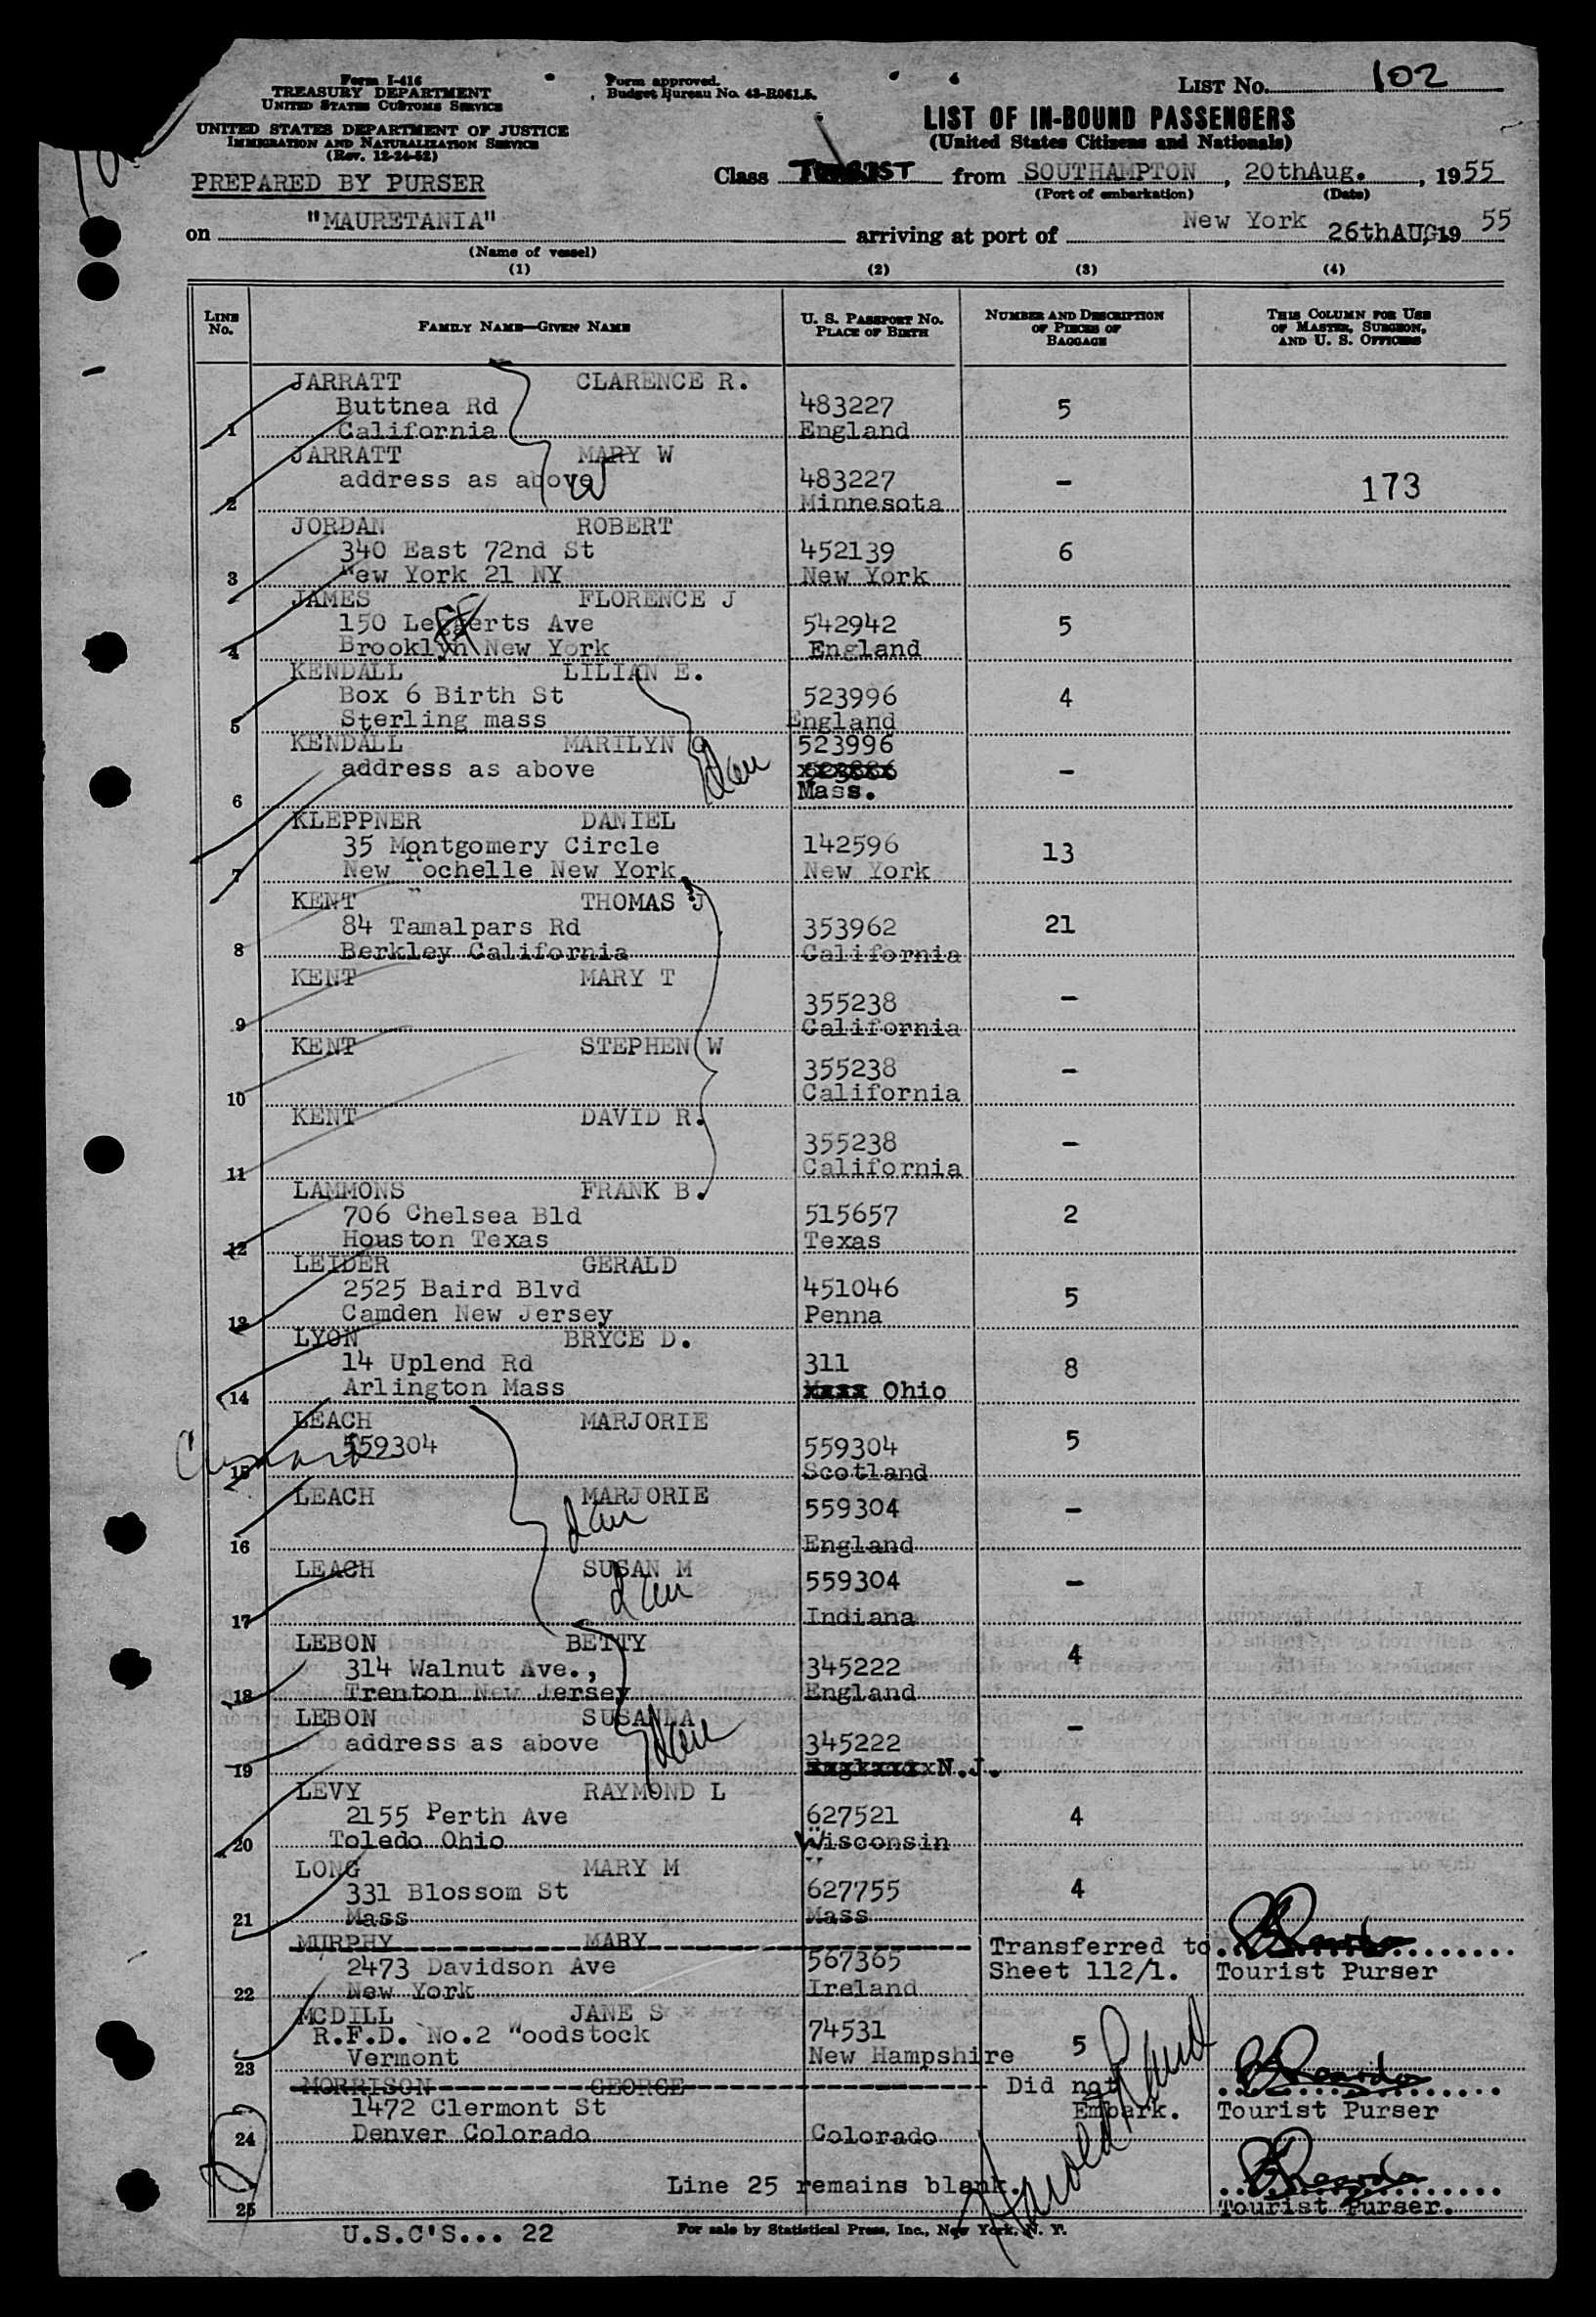 Form I-416
TREASURY DEPARTMENT
UNITED STATES CUSTOMS SERVICE
UNITED STATES DEPARTMENT OF JUSTICE
IMMIGRATION AND NATURALIZATION SERVICE
(Rev. 12-24-52)
PREPARED BY PURSER
Form approved.
Budget Bureau No. 43-R061.5.
LIST NO. 102
LIST OF IN-BOUND PASSENGERS
(United States Citizens and Nationals)
Class TOURIST from SOUTHAMPTON, 20thAug., 1955
(Port of embarkation) (Date)
on "MAURETANIA" arriving at port of New York 26thAUG 19 55
(Name of vessel)
(1) (2) (3) (4)
LINE No. FAMILY NAME—GIVEN NAME U. S. PASSPORT NO. PLACE OF BIRTH NUMBER AND DESCRIPTION OF PIECES OF BAGGAGE THIS COLUMN FOR USE OF MASTER, SURGEON, AND U. S. OFFICERS
JARRATT CLARENCE R.
Buttnea Rd 483227 5
1 California England
JARRATT MARY W
address as above 483227 - 173
2 Minnesota
JORDAN ROBERT
340 East 72nd St 452139 6
3 New York 21 NY New York
JAMES FLORENCE J
150 Lefferts Ave 542942 5
4 Brooklyn New York England
KENDALL LILIAN E.
Box 6 Birth St 523996 4
5 Sterling mass England
KENDALL MARILYN 523996
address as above -
6 Mass.
KLEPPNER DANIEL
35 Montgomery Circle 142596 13
7 New Rochelle New York. New York
KENT THOMAS J
84 Tamalpars Rd 353962 21
8 Berkley California California
KENT MARY T
355238 -
9 California
KENT STEPHEN W
355238 -
10 California
KENT DAVID R.
355238 -
11 California
LAMMONS FRANK B.
706 Chelsea Bld 515657 2
12 Houston Texas Texas
LEIDER GERALD
2525 Baird Blvd 451046 5
13 Camden New Jersey Penna
LYON BRYCE D.
14 Uplend Rd 311 8
14 Arlington Mass xxxx Ohio
LEACH MARJORIE
559304 559304 5
15 Scotland
LEACH MARJORIE 559304 -
16 England
LEACH SUSAN M 559304 -
17 Indiana
LEBON BETTY 4
314 Walnut Ave., 345222
18 Trenton New Jersey England
LEBON SUSANNA -
address as above 345222
19 N.J.
LEVY RAYMOND L
2155 Perth Ave 627521 4
20 Toledo Ohio Wisconsin
LONG MARY M
331 Blossom St 627755 4
21 Mass Mass
MURPHY MARY Transferred to
2473 Davidson Ave 567365 Sheet 112/1. Tourist Purser
22 New York Ireland
MCDILL JANE S
R.F.D. No.2 Woodstock 74531 5
23 Vermont New Hampshire
MORRISON GEORGE Did not
1472 Clermont St Embark. Tourist Purser
24 Denver Colorado Colorado
Line 25 remains blank.
25 Tourist Purser.
U.S.C'S... 22
For sale by Statistical Press, Inc., New York, N. Y.
Harold Rand